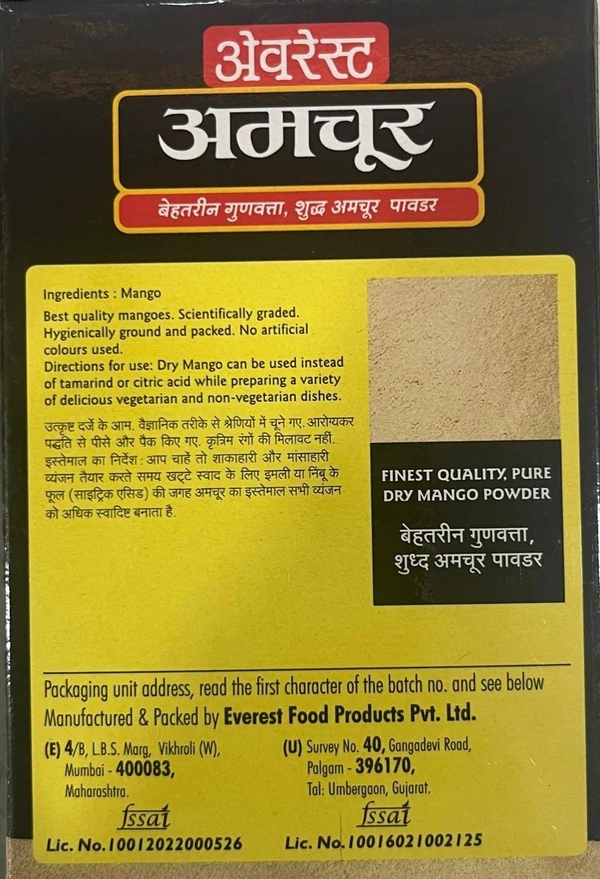 ओवरेस्ट
अमचूर
बेहतरीन गुणवत्ता, शुद्ध अमचूर पावडर
Ingredients : Mango
Best quality mangoes. Scientifically graded.
Hygienically ground and packed. No artificial
colours used.
Directions for use: Dry Mango can be used instead
of tamarind or citric acid while preparing a variety
of delicious vegetarian and non-vegetarian dishes.
उत्कृष्ट दर्जे के आम. वैज्ञानिक तरीके से श्रेणियों में चूने गए. आरोग्यकर
पद्धति से पीसे और पैक किए गए. कृत्रिम रंगों की मिलावट नहीं.
इस्तेमाल का निर्देश : आप चाहें तो शाकाहारी और मांसाहारी
व्यंजन तैयार करते समय खट्टे स्वाद के लिए इमली या निंबू के
फूल (साइट्रिक एसिड) की जगह अमचूर का इस्तेमाल सभी व्यंजन
को अधिक स्वादिष्ट बनाता है.
FINEST QUALITY, PURE
DRY MANGO POWDER
बेहतरीन गुणवत्ता,
शुध्द अमचूर पावडर
Packaging unit address, read the first character of the batch no. and see below
Manufactured & Packed by Everest Food Products Pvt. Ltd.
(E) 4/B, L.B.S. Marg, Vikhroli (W),
Mumbai - 400083,
Maharashtra.
fssai
Lic. No.10012022000526
(U) Survey No. 40, Gangadevi Road,
Palgam - 396170,
Tal: Umbergaon, Gujarat.
fssai
Lic. No.10016021002125